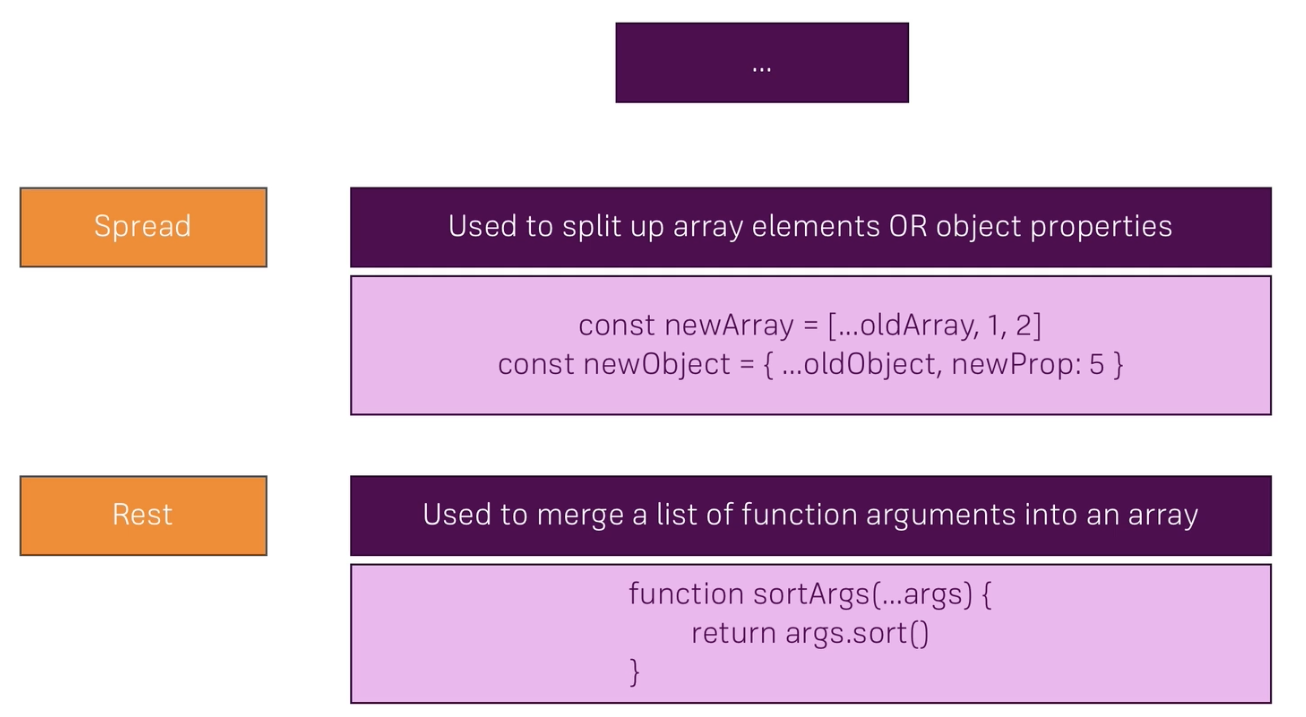 ...
Spread
Used to split up array elements OR object properties
const newArray = [...oldArray, 1, 2]
const newObject = { ...oldObject, newProp: 5 }
Rest
Used to merge a list of function arguments into an array
function sortArgs(...args) {
return args.sort()
}